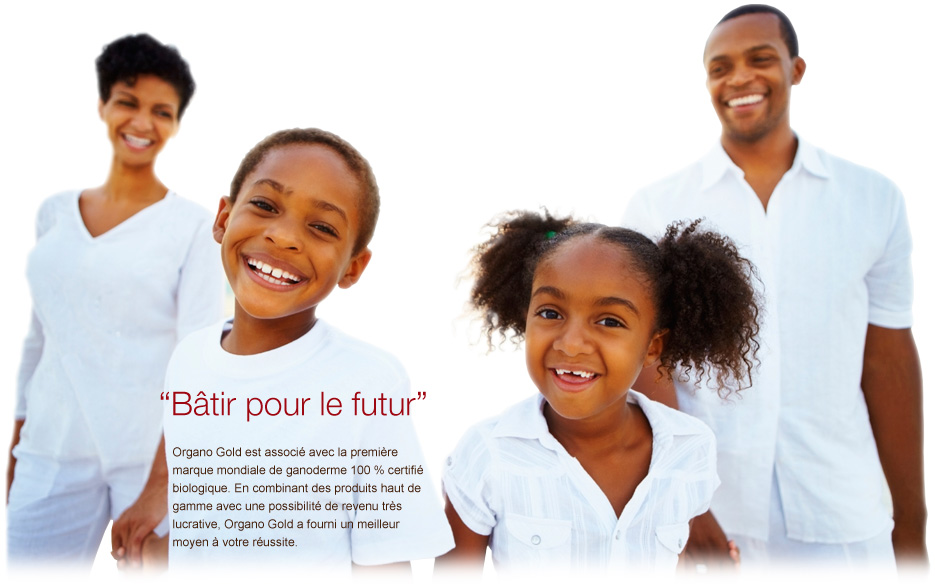 “Bâtir pour le futur”
Organo Gold est associé avec la première
marque mondiale de ganoderme 100 % certifié
biologique. En combinant des produits haut de
gamme avec une possibilité de revenu très
lucrative, Organo Gold a fourni un meilleur
moyen à votre réussite.